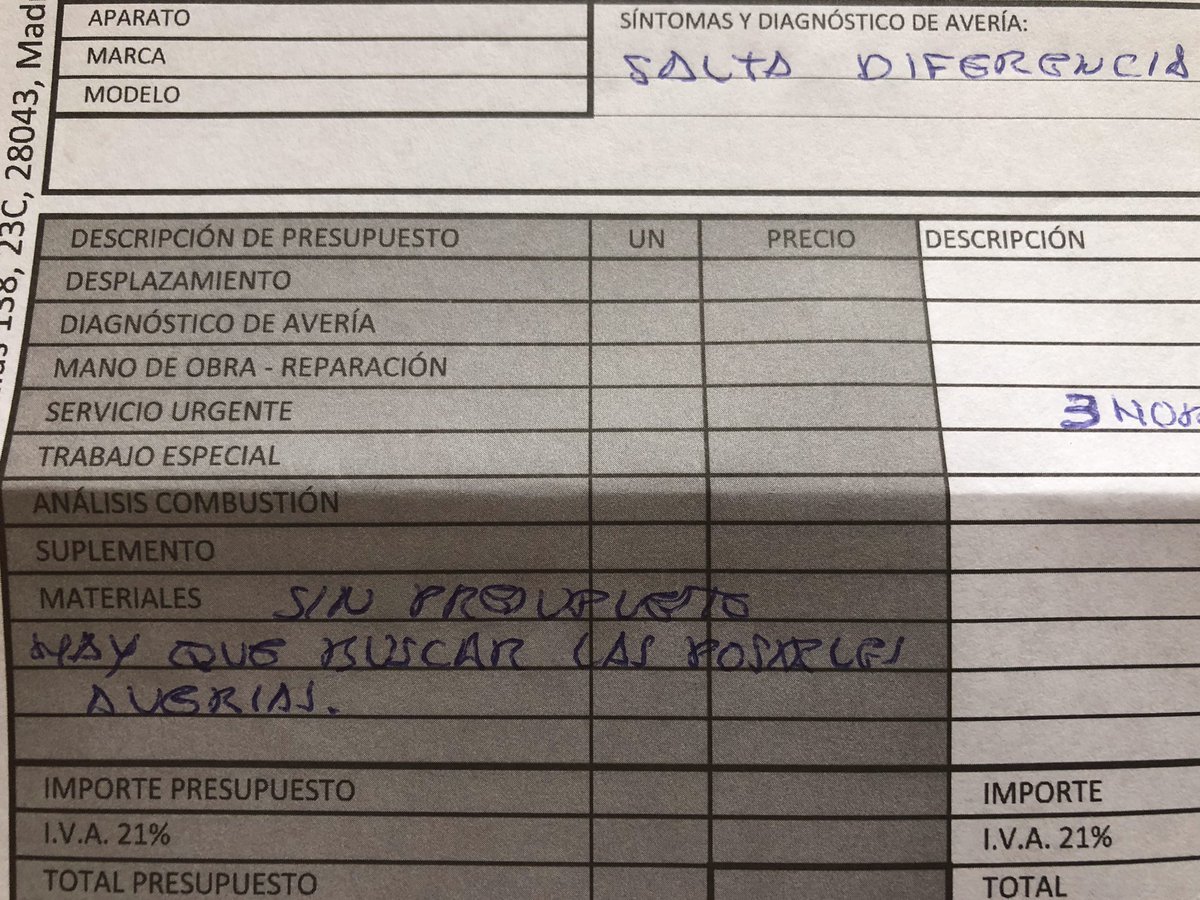 138, 23C, 28043, Mad
APARATO
MARCA
MODELO
SÍNTOMAS Y DIAGNÓSTICO DE AVERÍA:
SALTA DIFERENCIA
DESCRIPCIÓN DE PRESUPUESTO UN PRECIO DESCRIPCIÓN
DESPLAZAMIENTO
DIAGNÓSTICO DE AVERÍA
MANO DE OBRA - REPARACIÓN
SERVICIO URGENTE 3
TRABAJO ESPECIAL
ANÁLISIS COMBUSTIÓN
SUPLEMENTO
MATERIALES SIN PRESUPUESTO
HAY QUE BUSCAR LAS POSIBLES
AVERIAS.
IMPORTE PRESUPUESTO IMPORTE
I.V.A. 21% I.V.A. 21%
TOTAL PRESUPUESTO TOTAL